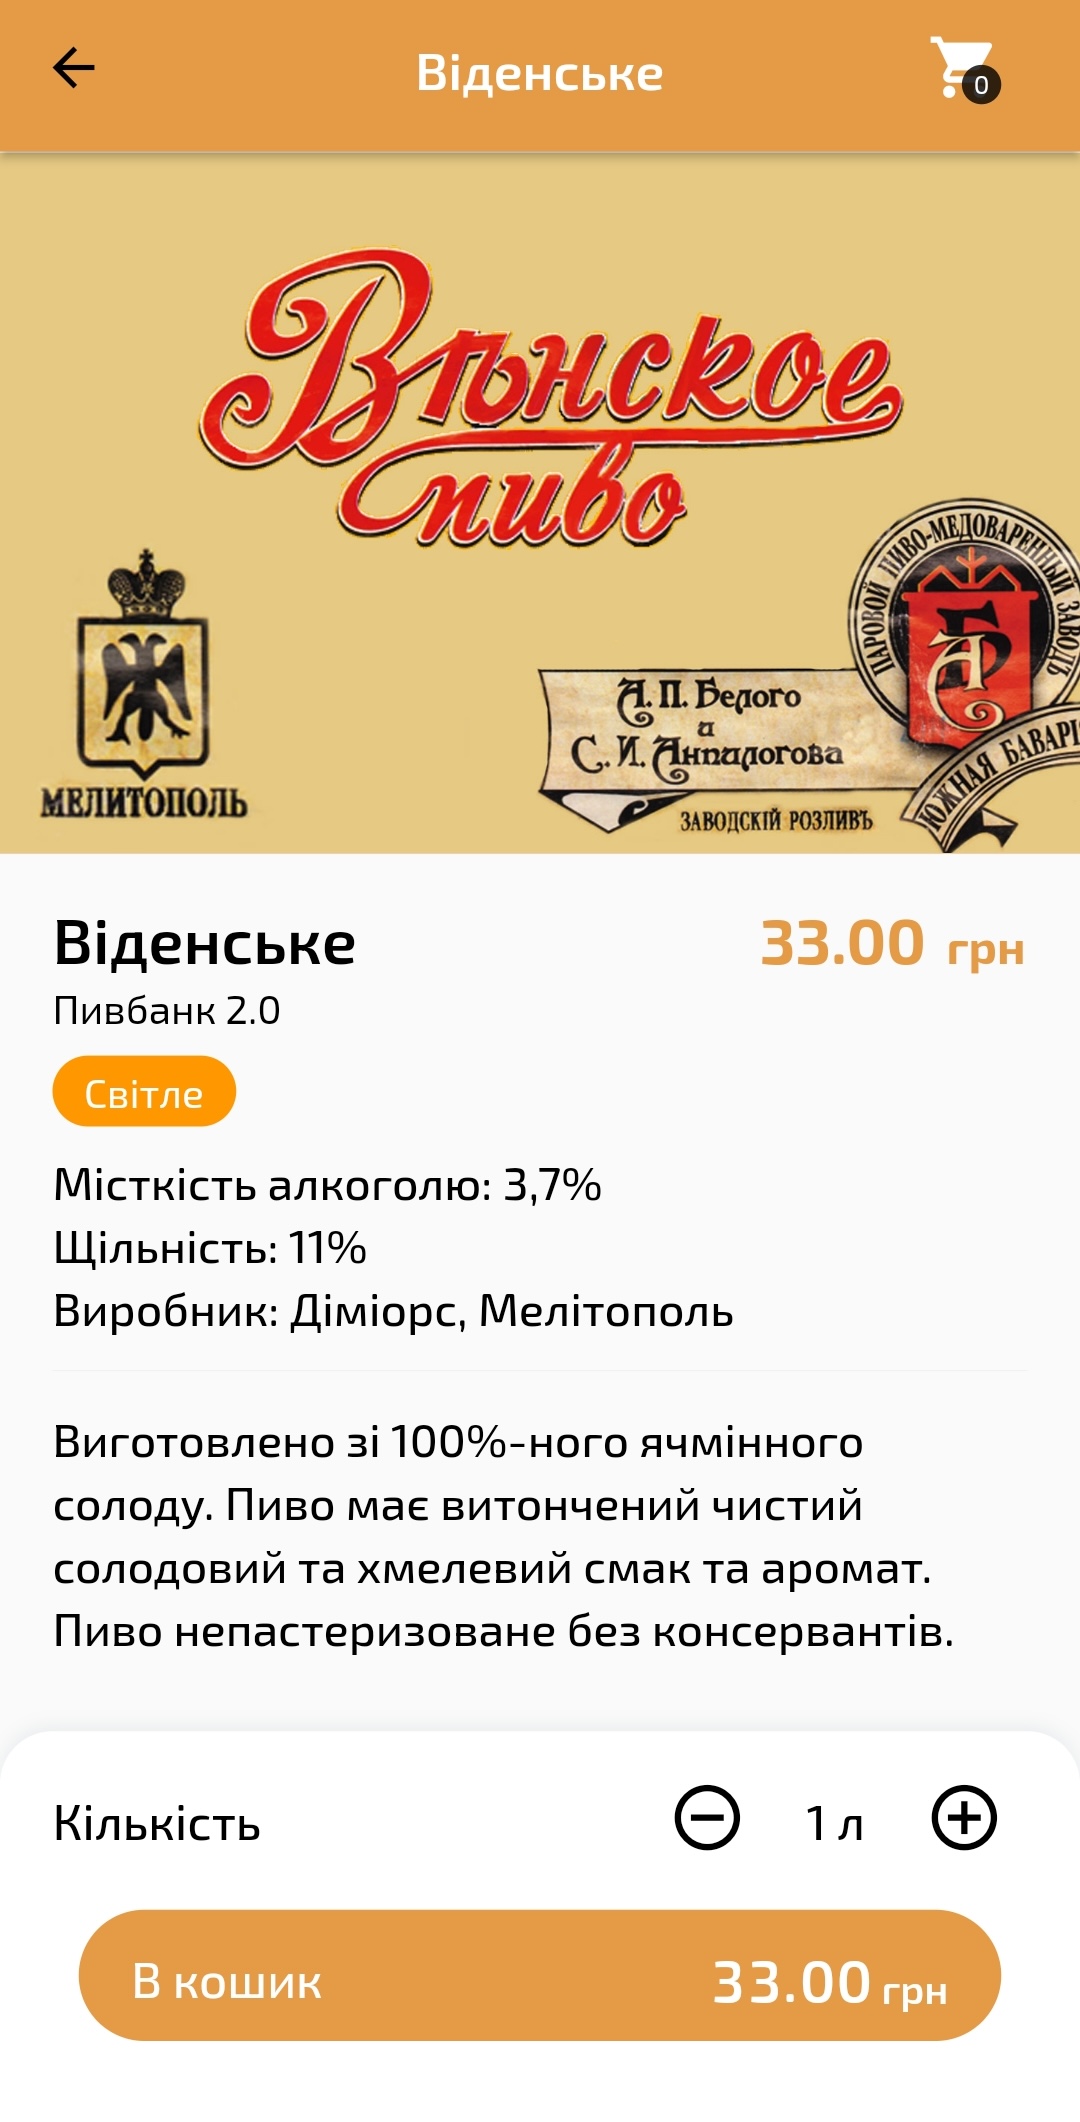 Віденське
0
Вѣнское
пиво
ПАРОВОЙ ПИВО-МЕДОВАРЕННЫЙ ЗАВОДЪ
А Б
А. П. Белого
и
С. И. Анпилогова
ЮЖНАЯ БАВАРІ
МЕЛИТОПОЛЬ
ЗАВОДСКІЙ РОЗЛИВЪ
Віденське 33.00 грн
Пивбанк 2.0
Світле
Місткість алкоголю: 3,7%
Щільність: 11%
Виробник: Діміорс, Мелітополь
Виготовлено зі 100%-ного ячмінного
солоду. Пиво має витончений чистий
солодовий та хмелевий смак та аромат.
Пиво непастеризоване без консервантів.
Кількість 1 л
В кошик 33.00 грн